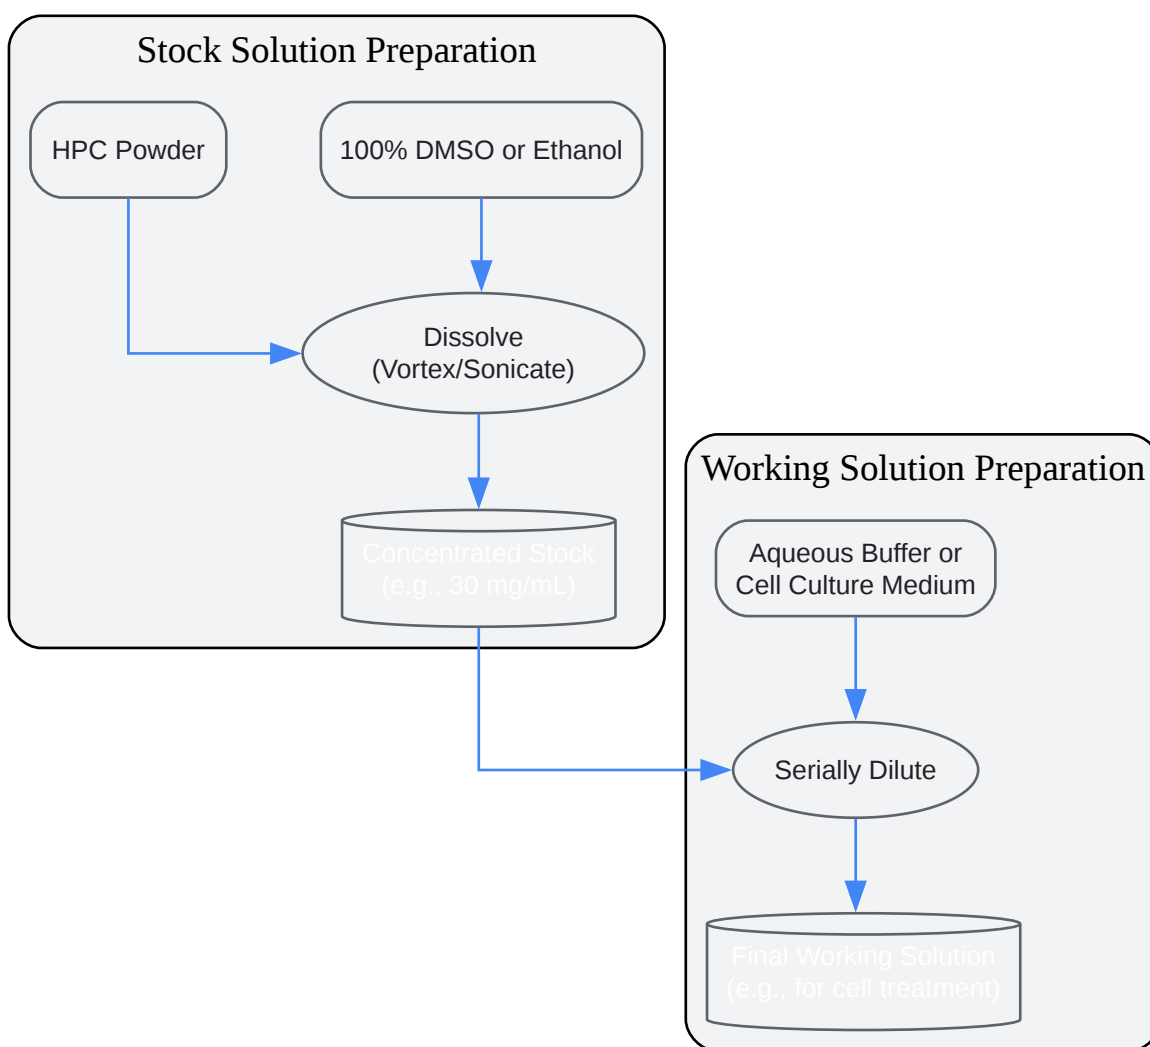 Stock Solution Preparation
HPC Powder
100% DMSO or Ethanol
Dissolve
(Vortex/Sonicate)
Concentrated Stock
(e.g., 30 mg/mL)
Working Solution Preparation
Aqueous Buffer or
Cell Culture Medium
Serially Dilute
Final Working Solution
(e.g., for cell treatment)